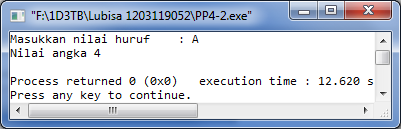 "F:\1D3TB\Lubisa 1203119052\PP4-2.exe"
Masukkan nilai huruf    : A
Nilai angka 4
Process returned 0 (0x0)   execution time : 12.620 s
Press any key to continue.